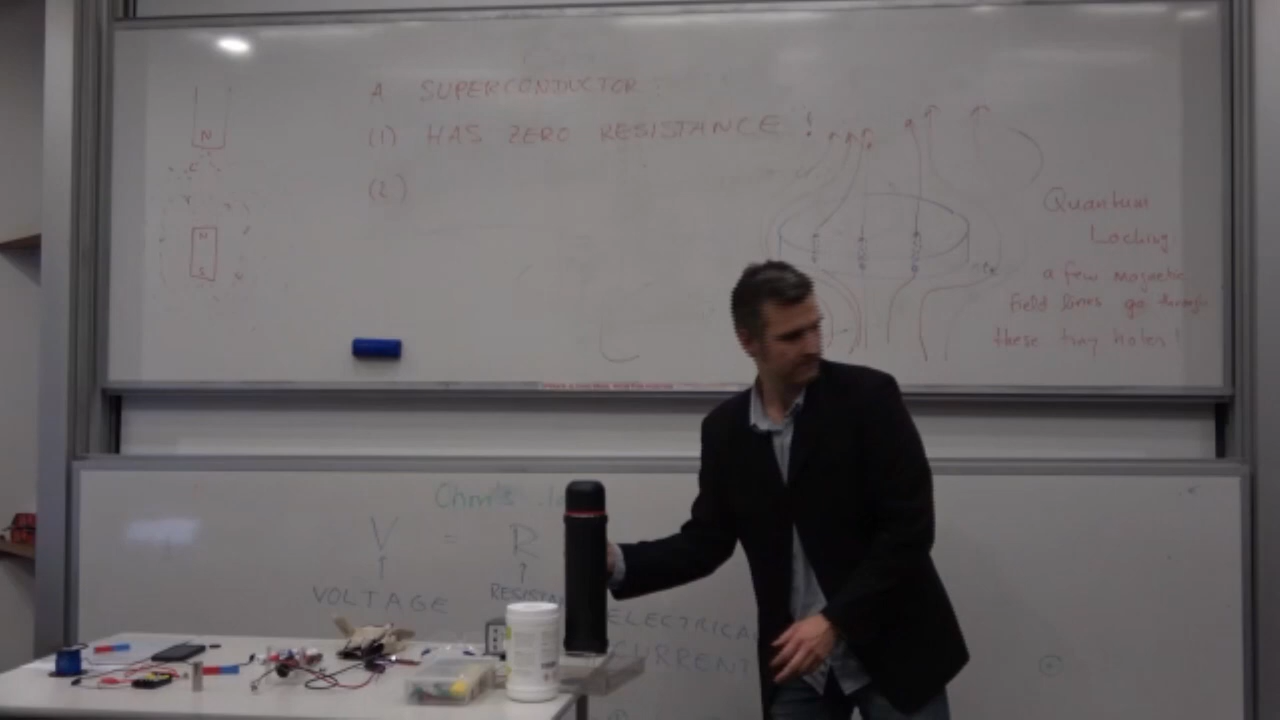 A SUPERCONDUCTOR
(1) HAS ZERO RESISTANCE !
(2)
N
N
S
Quantum
Locking
a few magnetic
field lines go through
these tiny holes!
V = R
VOLTAGE
ELECTRICA
CURRENT